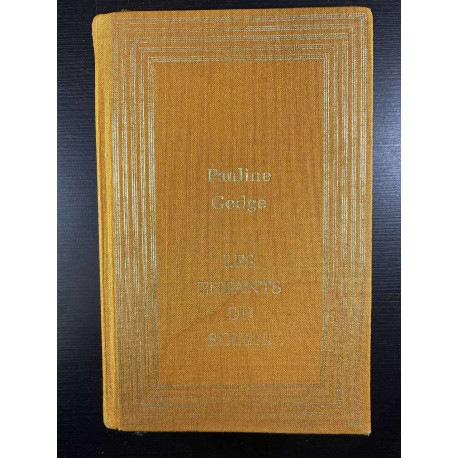 Pauline
Gedge
LES
ENFANTS
DU
SOLEIL